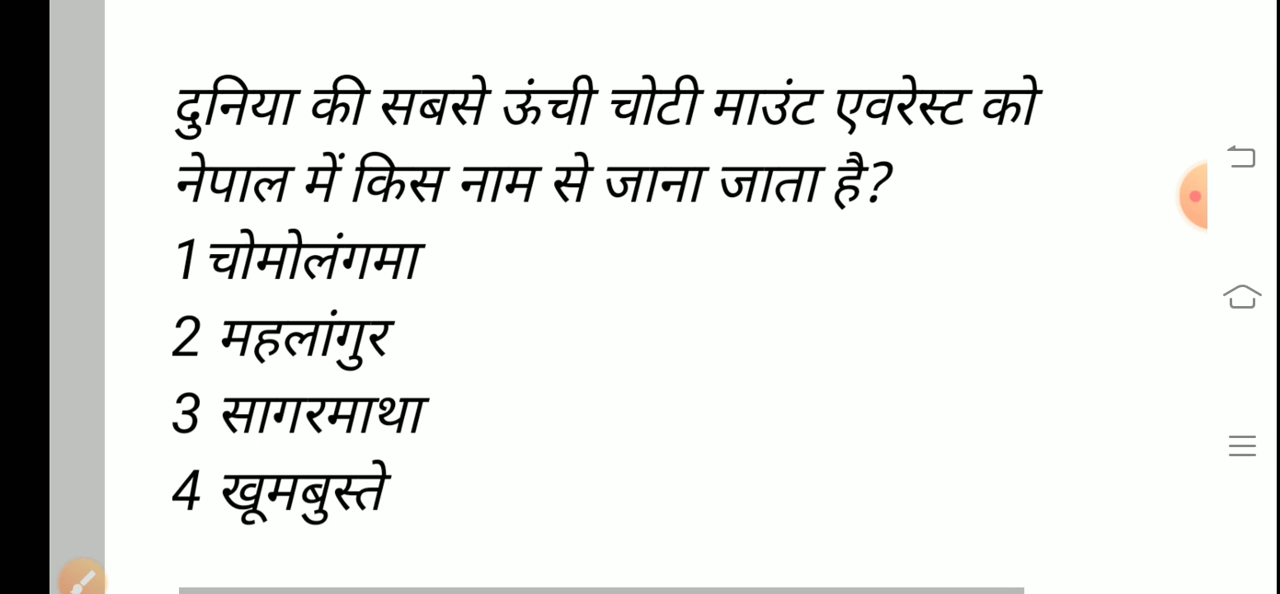 दुनिया की सबसे ऊंची चोटी माउंट एवरेस्ट को
नेपाल में किस नाम से जाना जाता है?
1 चोमोलंगमा
2 महलांगुर
3 सागरमाथा
4 खूमबुस्ते